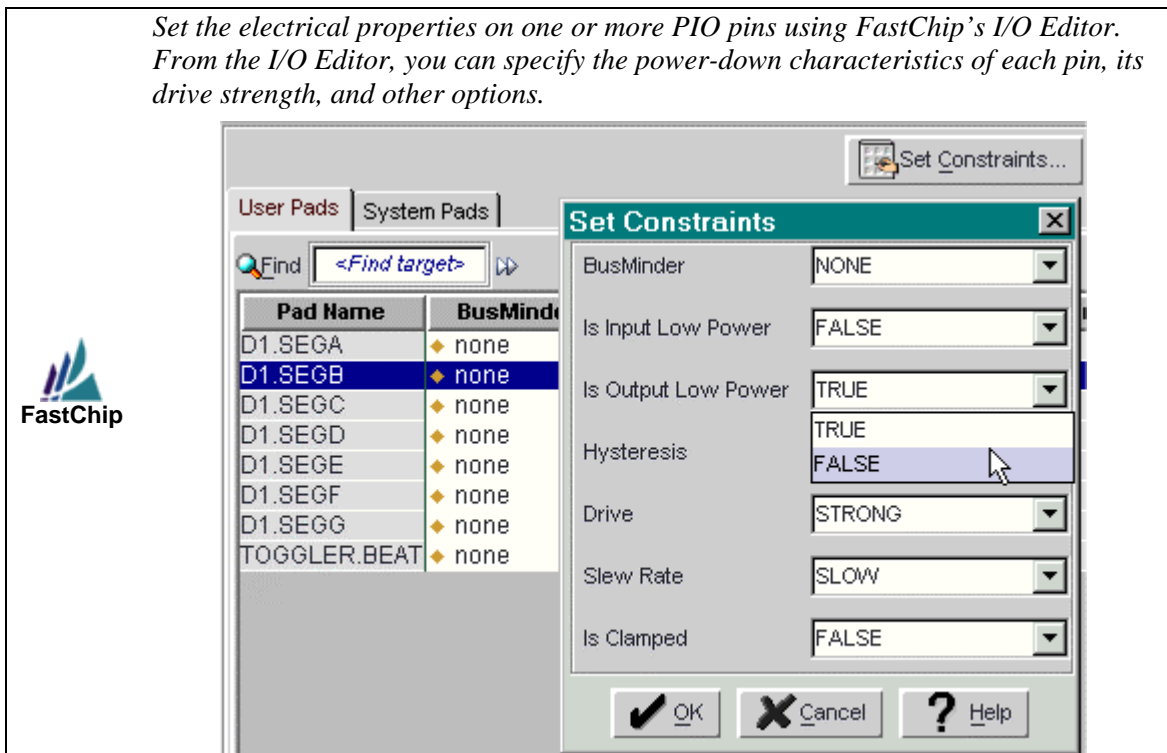 Set the electrical properties on one or more PIO pins using FastChip's I/O Editor.
From the I/O Editor, you can specify the power-down characteristics of each pin, its
drive strength, and other options.
FastChip
Set Constraints...
User Pads
System Pads
Find
<Find target>
Pad Name
BusMinde
D1.SEGA
none
D1.SEGB
none
D1.SEGC
none
D1.SEGD
none
D1.SEGE
none
D1.SEGF
none
D1.SEGG
none
TOGGLER.BEAT
none
Set Constraints
BusMinder
NONE
Is Input Low Power
FALSE
Is Output Low Power
TRUE
TRUE
FALSE
Hysteresis
Drive
STRONG
Slew Rate
SLOW
Is Clamped
FALSE
OK
Cancel
? Help